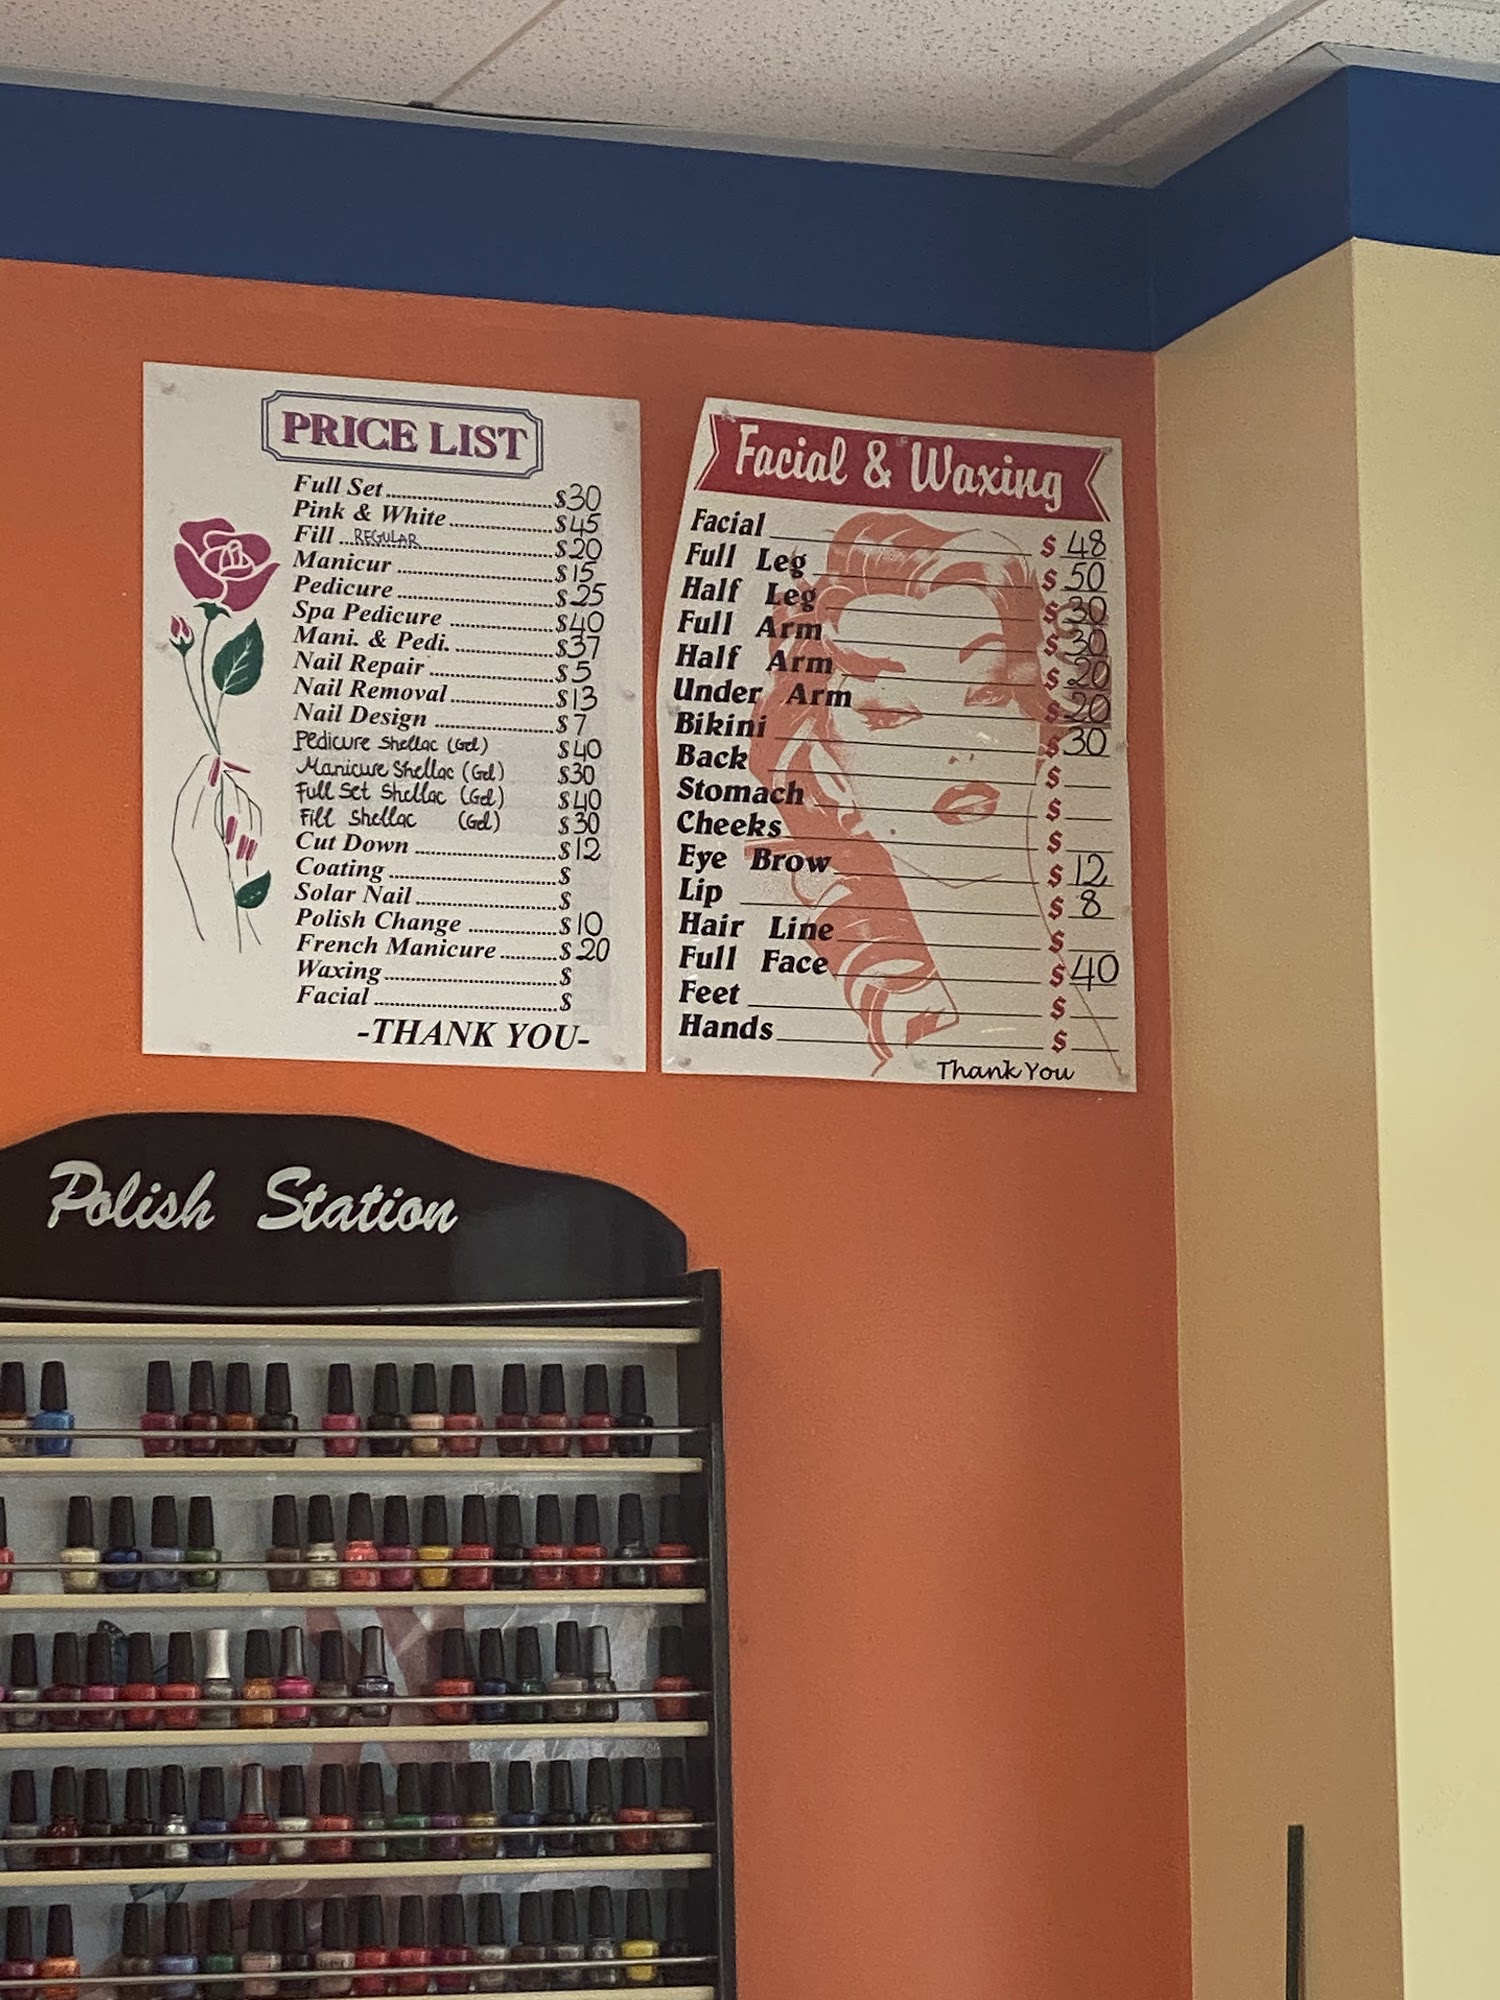 PRICE LIST
Full Set $30
Pink & White $45
Fill REGULAR $20
Manicur $15
Pedicure $25
Spa Pedicure $40
Mani. & Pedi. $37
Nail Repair $5
Nail Removal $13
Nail Design $7
Pedicure Shellac (Gel) $40
Manicure Shellac (Gel) $30
Full Set Shellac (Gel) $40
Fill Shellac (Gel) $30
Cut Down $12
Coating $
Solar Nail $
Polish Change $10
French Manicure $20
Waxing $
Facial $
-THANK YOU-
Facial & Waxing
Facial $48
Full Leg $50
Half Leg $30
Full Arm $30
Half Arm $20
Under Arm $20
Bikini $30
Back $
Stomach $
Cheeks $
Eye Brow $12
Lip $8
Hair Line $
Full Face $40
Feet $
Hands $
Thank You
Polish Station